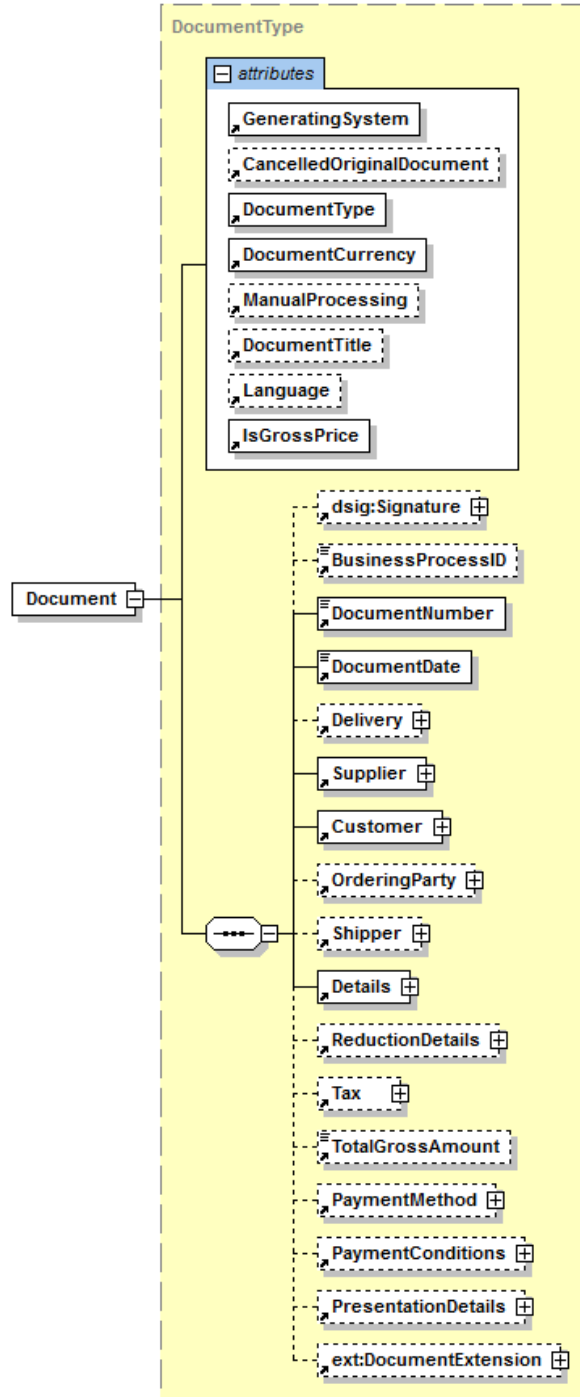 DocumentType
attributes
GeneratingSystem
CancelledOriginalDocument
DocumentType
DocumentCurrency
ManualProcessing
DocumentTitle
Language
IsGrossPrice
dsig:Signature
BusinessProcessID
Document
DocumentNumber
DocumentDate
Delivery
Supplier
Customer
OrderingParty
Shipper
Details
ReductionDetails
Tax
TotalGrossAmount
PaymentMethod
PaymentConditions
PresentationDetails
ext:DocumentExtension